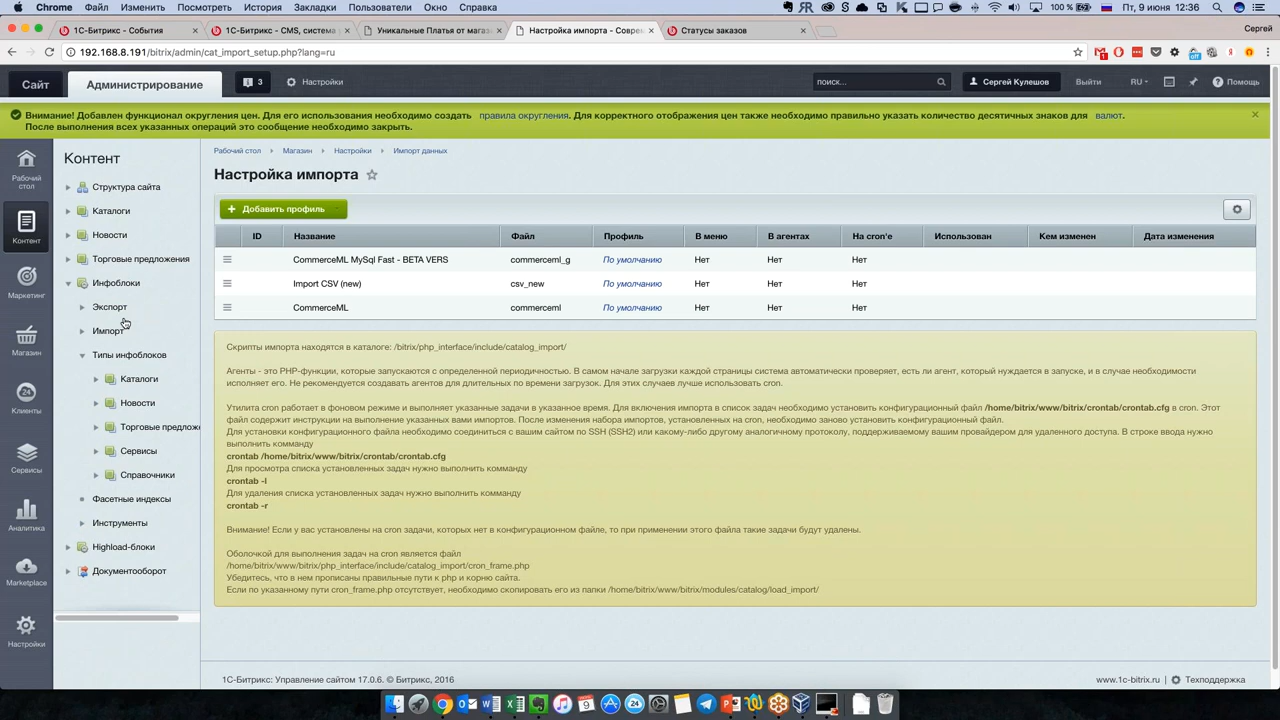 Chrome Файл Изменить Посмотреть История Закладки Пользователи Окно Справка 100 % Пт, 9 июня 12:36
1С-Битрикс - События 1С-Битрикс - CMS, система у Уникальные Платья от магаз Настройка импорта - Соврем Статусы заказов Сергей
192.168.8.191/bitrix/admin/cat_import_setup.php?lang=ru
Сайт Администрирование 3 Настройки поиск... Сергей Кулешов Выйти RU Помощь
Внимание! Добавлен функционал округления цен. Для его использования необходимо создать правила округления. Для корректного отображения цен также необходимо правильно указать количество десятичных знаков для валют.
После выполнения всех указанных операций это сообщение необходимо закрыть.
Рабочий стол
Контент
Маркетинг
Магазин
24
Клиенты
Сервисы
Аналитика
Marketplace
Настройки
Контент
Структура сайта
Каталоги
Новости
Торговые предложения
Инфоблоки
Экспорт
Импорт
Типы инфоблоков
Каталоги
Новости
Торговые предложе
Сервисы
Справочники
Фасетные индексы
Инструменты
Highload-блоки
Документооборот
Рабочий стол Магазин Настройки Импорт данных
Настройка импорта
+ Добавить профиль
ID Название Файл Профиль В меню В агентах На cron'е Использован Кем изменен Дата изменения
CommerceML MySql Fast - BETA VERS commerceml_g По умолчанию Нет Нет Нет
Import CSV (new) csv_new По умолчанию Нет Нет Нет
CommerceML commerceml По умолчанию Нет Нет Нет
Скрипты импорта находятся в каталоге: /bitrix/php_interface/include/catalog_import/
Агенты - это PHP-функции, которые запускаются с определенной периодичностью. В самом начале загрузки каждой страницы система автоматически проверяет, есть ли агент, который нуждается в запуске, и в случае необходимости
исполняет его. Не рекомендуется создавать агентов для длительных по времени загрузок. Для этих случаев лучше использовать cron.
Утилита cron работает в фоновом режиме и выполняет указанные задачи в указанное время. Для включения импорта в список задач необходимо установить конфигурационный файл /home/bitrix/www/bitrix/crontab/crontab.cfg в cron. Этот
файл содержит инструкции на выполнение указанных вами импортов. После изменения набора импортов, установленных на cron, необходимо заново установить конфигурационный файл.
Для установки конфигурационного файла необходимо соединиться с вашим сайтом по SSH (SSH2) или какому-либо другому аналогичному протоколу, поддерживаемому вашим провайдером для удаленного доступа. В строке ввода нужно
выполнить комманду
crontab /home/bitrix/www/bitrix/crontab/crontab.cfg
Для просмотра списка установленных задач нужно выполнить комманду
crontab -l
Для удаления списка установленных задач нужно выполнить комманду
crontab -r
Внимание! Если у вас установлены на cron задачи, которых нет в конфигурационном файле, то при применении этого файла такие задачи будут удалены.
Оболочкой для выполнения задач на cron является файл
/home/bitrix/www/bitrix/php_interface/include/catalog_import/cron_frame.php
Убедитесь, что в нем прописаны правильные пути к php и корню сайта.
Если по указанному пути cron_frame.php отсутствует, необходимо скопировать его из папки /home/bitrix/www/bitrix/modules/catalog/load_import/
1С-Битрикс: Управление сайтом 17.0.6. © Битрикс, 2016 www.1c-bitrix.ru Техподдержка